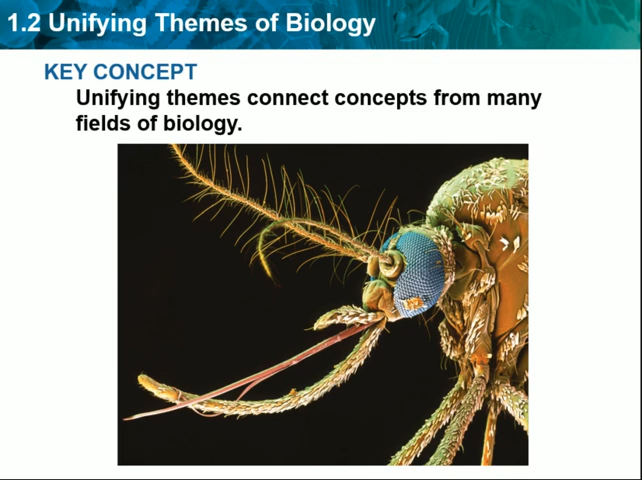 1.2 Unifying Themes of Biology
KEY CONCEPT
Unifying themes connect concepts from many
fields of biology.